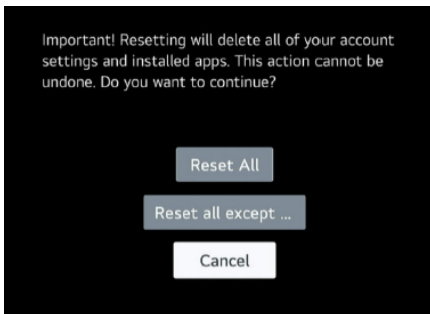 Important! Resetting will delete all of your account
settings and installed apps. This action cannot be
undone. Do you want to continue?
Reset All
Reset all except ...
Cancel